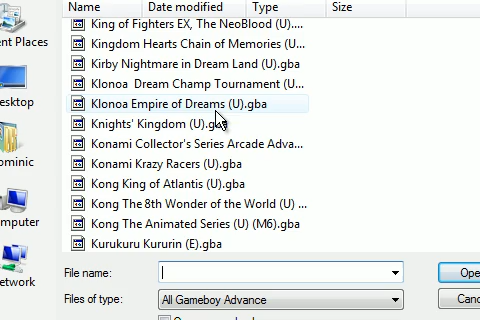 Name Date modified Type Size
King of Fighters EX, The NeoBlood (U)....
Kingdom Hearts Chain of Memories (U....
Kirby Nightmare in Dream Land (U).gba
Klonoa Dream Champ Tournament (U...
Klonoa Empire of Dreams (U).gba
Knights' Kingdom (U).gba
Konami Collector's Series Arcade Adva...
Konami Krazy Racers (U).gba
Kong King of Atlantis (U).gba
Kong The 8th Wonder of the World (U) ...
Kong The Animated Series (U) (M6).gba
Kurukuru Kururin (E).gba
ent Places
esktop
ominic
omputer
etwork
File name: Ope
Files of type: All Gameboy Advance Canc